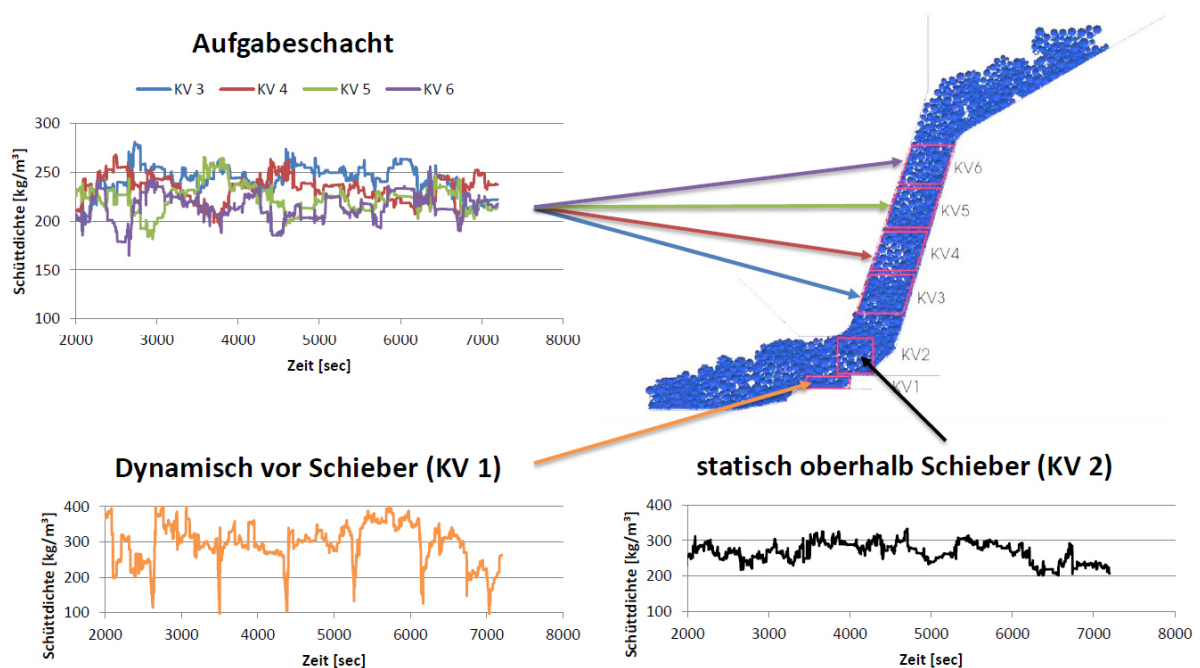 Aufgabeschacht
KV 3 KV 4 KV 5 KV 6
Schüttdichte [kg/m³]
300
250
200
150
100
2000 3000 4000 5000 6000 7000 8000
Zeit [sec]
KV6
KV5
KV4
KV3
KV2
KV1
Dynamisch vor Schieber (KV 1)
Schüttdichte [kg/m³]
400
300
200
100
2000 3000 4000 5000 6000 7000 8000
Zeit [sec]
statisch oberhalb Schieber (KV 2)
Schüttdichte [kg/m³]
400
300
200
100
2000 3000 4000 5000 6000 7000 8000
Zeit [sec]